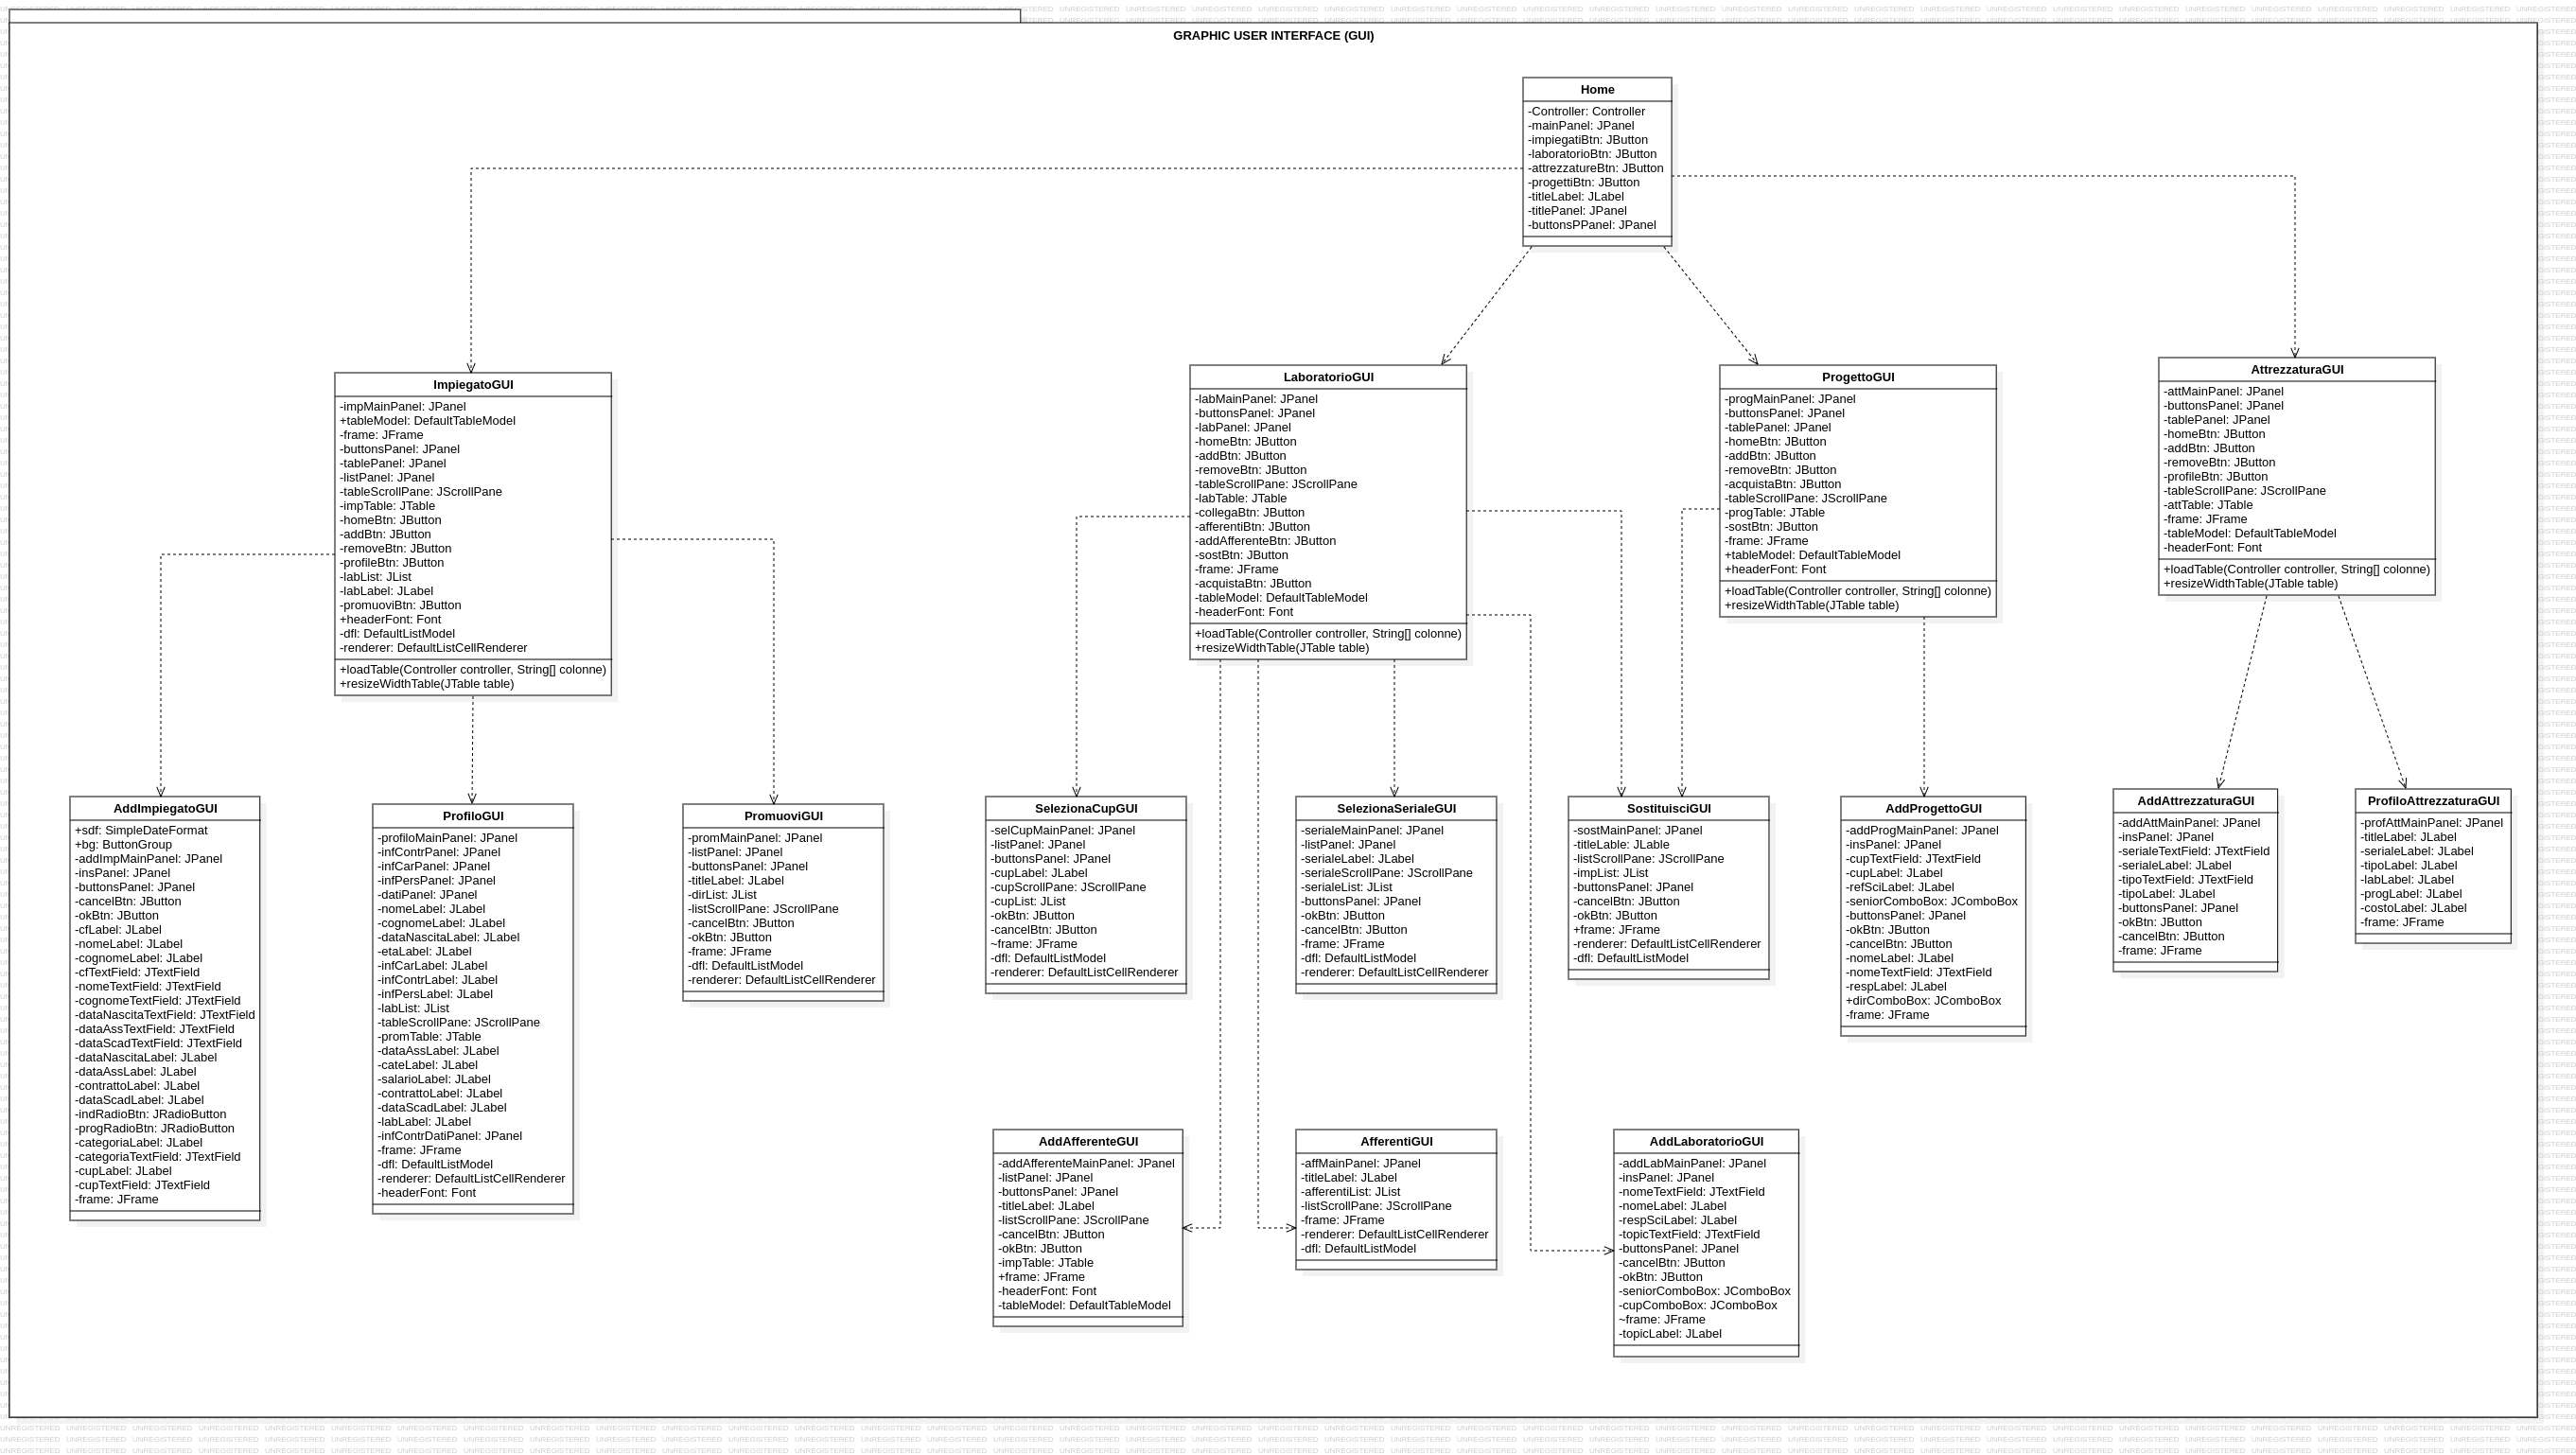 GRAPHIC USER INTERFACE (GUI)
Home
-Controller: Controller
-mainPanel: JPanel
-impiegatiBtn: JButton
-laboratorioBtn: JButton
-attrezzatureBtn: JButton
-progettiBtn: JButton
-titleLabel: JLabel
-titlePanel: JPanel
-buttonsPPanel: JPanel
ImpiegatoGUI
-impMainPanel: JPanel
+tableModel: DefaultTableModel
-frame: JFrame
-buttonsPanel: JPanel
-tablePanel: JPanel
-listPanel: JPanel
-tableScrollPane: JScrollPane
-impTable: JTable
-homeBtn: JButton
-addBtn: JButton
-removeBtn: JButton
-profileBtn: JButton
-labList: JList
-labLabel: JLabel
-promuoviBtn: JButton
+headerFont: Font
-dfl: DefaultListModel
-renderer: DefaultListCellRenderer
+loadTable(Controller controller, String[] colonne)
+resizeWidthTable(JTable table)
LaboratorioGUI
-labMainPanel: JPanel
-buttonsPanel: JPanel
-labPanel: JPanel
-homeBtn: JButton
-addBtn: JButton
-removeBtn: JButton
-tableScrollPane: JScrollPane
-labTable: JTable
-collegaBtn: JButton
-afferentiBtn: JButton
-addAfferenteBtn: JButton
-sostBtn: JButton
-frame: JFrame
-acquistaBtn: JButton
-tableModel: DefaultTableModel
-headerFont: Font
+loadTable(Controller controller, String[] colonne)
+resizeWidthTable(JTable table)
ProgettoGUI
-progMainPanel: JPanel
-buttonsPanel: JPanel
-tablePanel: JPanel
-homeBtn: JButton
-addBtn: JButton
-removeBtn: JButton
-acquistaBtn: JButton
-tableScrollPane: JScrollPane
-progTable: JTable
-sostBtn: JButton
-frame: JFrame
+tableModel: DefaultTableModel
+headerFont: Font
+loadTable(Controller controller, String[] colonne)
+resizeWidthTable(JTable table)
AttrezzaturaGUI
-attMainPanel: JPanel
-buttonsPanel: JPanel
-tablePanel: JPanel
-homeBtn: JButton
-addBtn: JButton
-removeBtn: JButton
-profileBtn: JButton
-tableScrollPane: JScrollPane
-attTable: JTable
-frame: JFrame
-tableModel: DefaultTableModel
-headerFont: Font
+loadTable(Controller controller, String[] colonne)
+resizeWidthTable(JTable table)
AddImpiegatoGUI
+sdf: SimpleDateFormat
+bg: ButtonGroup
-addImpMainPanel: JPanel
-insPanel: JPanel
-buttonsPanel: JPanel
-cancelBtn: JButton
-okBtn: JButton
-cfLabel: JLabel
-nomeLabel: JLabel
-cognomeLabel: JLabel
-cfTextField: JTextField
-nomeTextField: JTextField
-cognomeTextField: JTextField
-dataNascitaTextField: JTextField
-dataAssTextField: JTextField
-dataScadTextField: JTextField
-dataNascitaLabel: JLabel
-dataAssLabel: JLabel
-contrattoLabel: JLabel
-dataScadLabel: JLabel
-indRadioBtn: JRadioButton
-progRadioBtn: JRadioButton
-categoriaLabel: JLabel
-categoriaTextField: JTextField
-cupLabel: JLabel
-cupTextField: JTextField
-frame: JFrame
ProfiloGUI
-profiloMainPanel: JPanel
-infContrPanel: JPanel
-infCarPanel: JPanel
-infPersPanel: JPanel
-datiPanel: JPanel
-nomeLabel: JLabel
-cognomeLabel: JLabel
-dataNascitaLabel: JLabel
-etaLabel: JLabel
-infCarLabel: JLabel
-infContrLabel: JLabel
-infPersLabel: JLabel
-labList: JList
-tableScrollPane: JScrollPane
-promTable: JTable
-dataAssLabel: JLabel
-cateLabel: JLabel
-salarioLabel: JLabel
-contrattoLabel: JLabel
-dataScadLabel: JLabel
-labLabel: JLabel
-infContrDatiPanel: JPanel
-frame: JFrame
-dfl: DefaultListModel
-renderer: DefaultListCellRenderer
-headerFont: Font
PromuoviGUI
-promMainPanel: JPanel
-listPanel: JPanel
-buttonsPanel: JPanel
-titleLabel: JLabel
-dirList: JList
-listScrollPane: JScrollPane
-cancelBtn: JButton
-okBtn: JButton
-frame: JFrame
-dfl: DefaultListModel
-renderer: DefaultListCellRenderer
SelezionaCupGUI
-selCupMainPanel: JPanel
-listPanel: JPanel
-buttonsPanel: JPanel
-cupLabel: JLabel
-cupScrollPane: JScrollPane
-cupList: JList
-okBtn: JButton
-cancelBtn: JButton
~frame: JFrame
-dfl: DefaultListModel
-renderer: DefaultListCellRenderer
SelezionaSerialeGUI
-serialeMainPanel: JPanel
-listPanel: JPanel
-serialeLabel: JLabel
-serialeScrollPane: JScrollPane
-serialeList: JList
-buttonsPanel: JPanel
-okBtn: JButton
-cancelBtn: JButton
-frame: JFrame
-dfl: DefaultListModel
-renderer: DefaultListCellRenderer
SostituisciGUI
-sostMainPanel: JPanel
-titleLable: JLable
-listScrollPane: JScrollPane
-impList: JList
-buttonsPanel: JPanel
-cancelBtn: JButton
-okBtn: JButton
+frame: JFrame
-renderer: DefaultListCellRenderer
-dfl: DefaultListModel
AddProgettoGUI
-addProgMainPanel: JPanel
-insPanel: JPanel
-cupTextField: JTextField
-cupLabel: JLabel
-refSciLabel: JLabel
-seniorComboBox: JComboBox
-buttonsPanel: JPanel
-okBtn: JButton
-cancelBtn: JButton
-nomeLabel: JLabel
-nomeTextField: JTextField
-respLabel: JLabel
+dirComboBox: JComboBox
-frame: JFrame
AddAttrezzaturaGUI
-addAttMainPanel: JPanel
-insPanel: JPanel
-serialeTextField: JTextField
-serialeLabel: JLabel
-tipoTextField: JTextField
-tipoLabel: JLabel
-buttonsPanel: JPanel
-okBtn: JButton
-cancelBtn: JButton
-frame: JFrame
ProfiloAttrezzaturaGUI
-profAttMainPanel: JPanel
-titleLabel: JLabel
-serialeLabel: JLabel
-tipoLabel: JLabel
-labLabel: JLabel
-progLabel: JLabel
-costoLabel: JLabel
-frame: JFrame
AddAfferenteGUI
-addAfferenteMainPanel: JPanel
-listPanel: JPanel
-buttonsPanel: JPanel
-titleLabel: JLabel
-listScrollPane: JScrollPane
-cancelBtn: JButton
-okBtn: JButton
-impTable: JTable
+frame: JFrame
-headerFont: Font
-tableModel: DefaultTableModel
AfferentiGUI
-affMainPanel: JPanel
-titleLabel: JLabel
-afferentiList: JList
-listScrollPane: JScrollPane
-frame: JFrame
-renderer: DefaultListCellRenderer
-dfl: DefaultListModel
AddLaboratorioGUI
-addLabMainPanel: JPanel
-insPanel: JPanel
-nomeTextField: JTextField
-nomeLabel: JLabel
-respSciLabel: JLabel
-topicTextField: JTextField
-buttonsPanel: JPanel
-cancelBtn: JButton
-okBtn: JButton
-seniorComboBox: JComboBox
-cupComboBox: JComboBox
~frame: JFrame
-topicLabel: JLabel